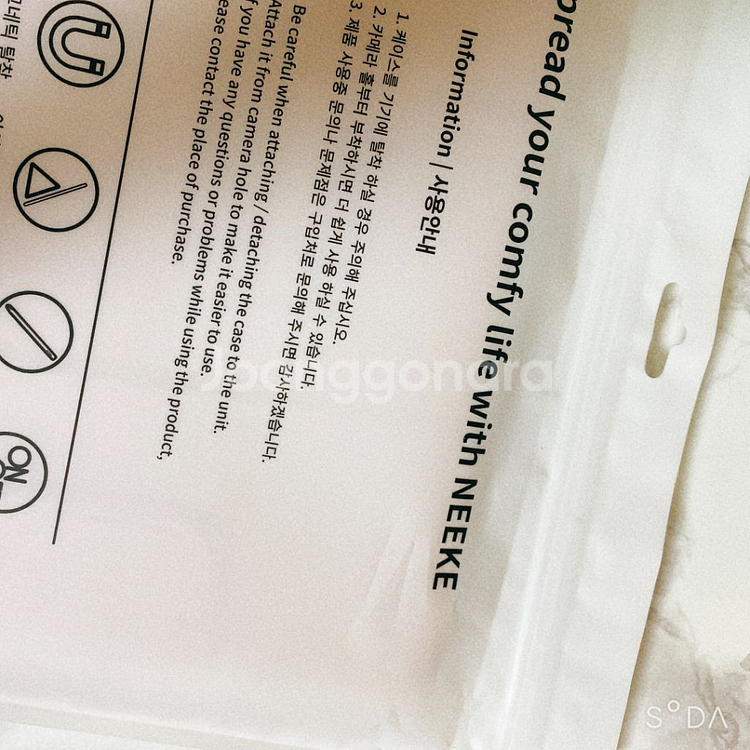 pread your comfy life with NEEKE
Information | 사용안내
1. 케이스를 기기에 탈착 하실 경우 주의해 주십시오.
2. 카메라 홀부터 부착하시면 더 쉽게 사용 하실 수 있습니다.
3. 제품 사용중 문의나 문제점은 구입처로 문의해 주시면 감사하겠습니다.
Be careful when attaching / detaching the case to the unit.
Attach it from camera hole to make it easier to use.
f you have any questions or problems while using the product,
ease contact the place of purchase.
그네틱 탈착
ON
Joonggonara
SODA